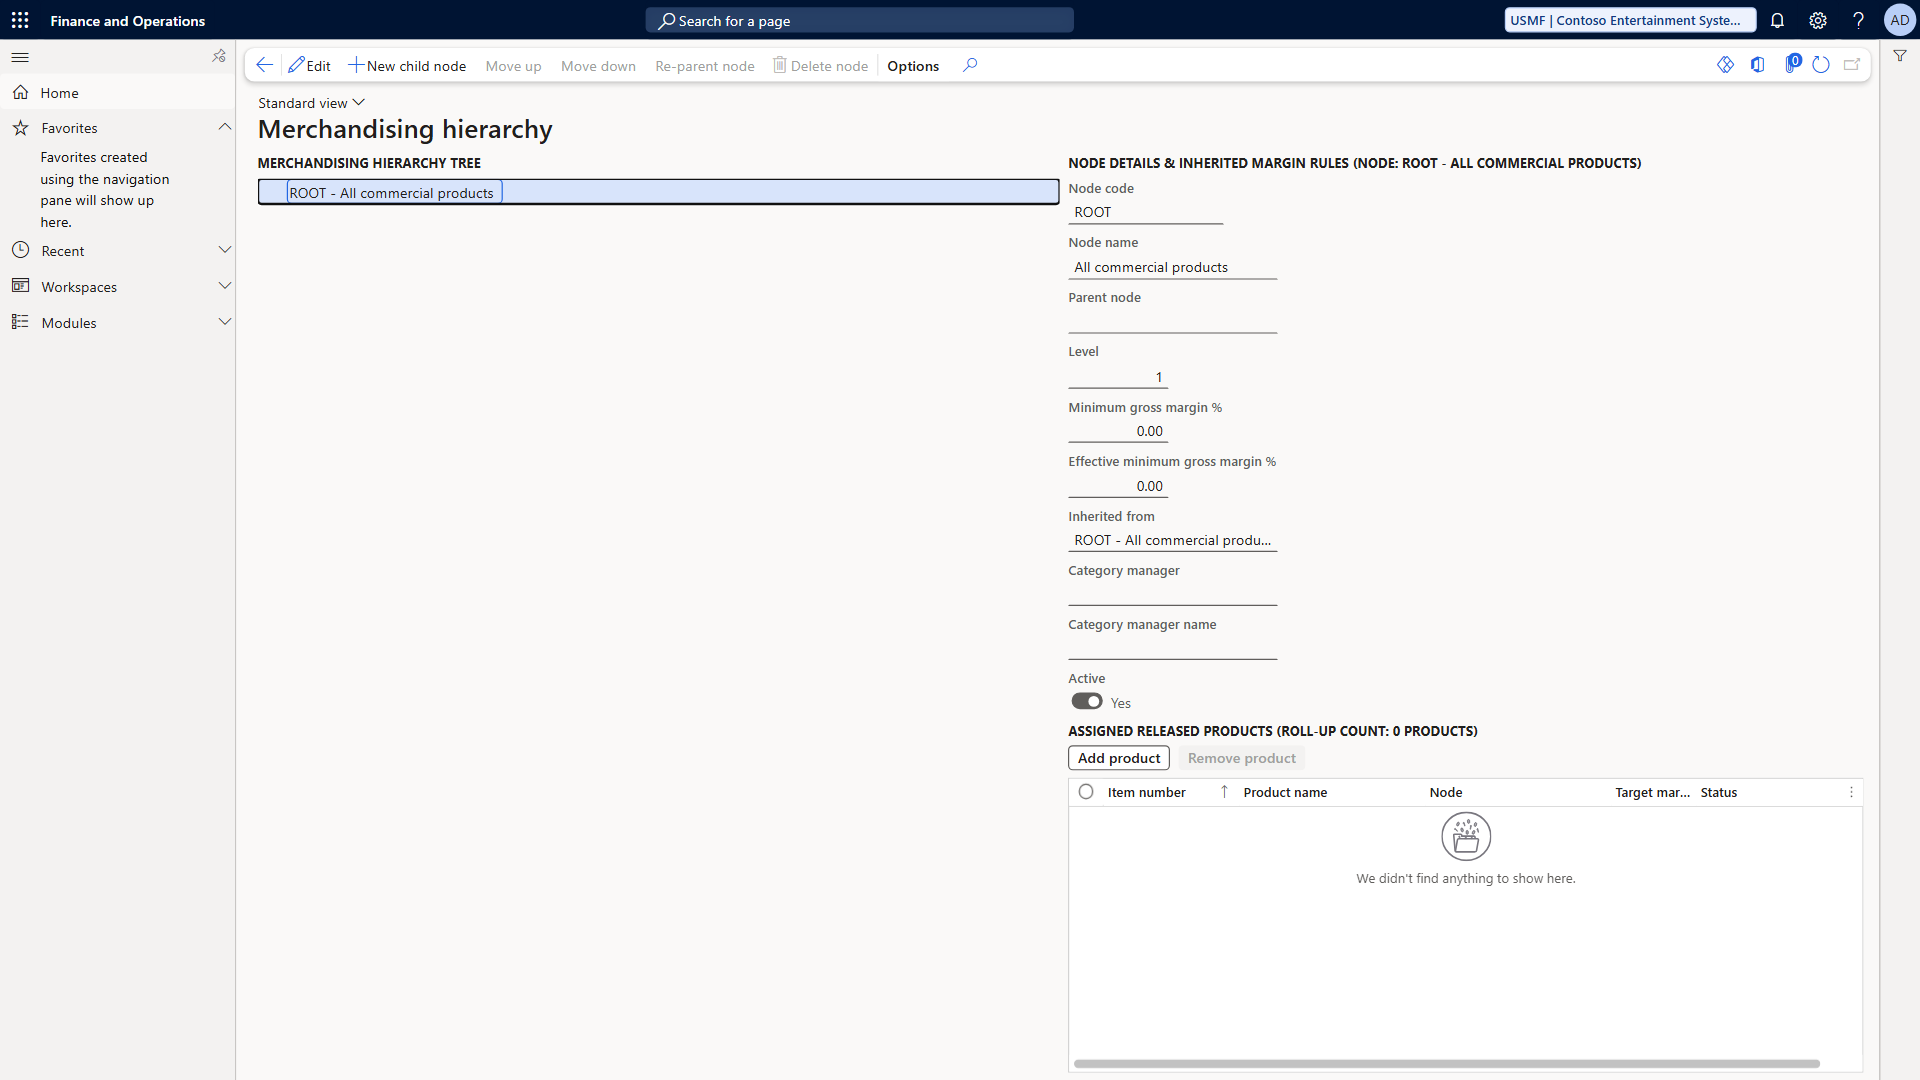 Finance and Operations
Search for a page
USMF | Contoso Entertainment Syste...
AD
Edit
New child node
Move up
Move down
Re-parent node
Delete node
Options
0
Home
Favorites
Favorites created
using the navigation
pane will show up
here.
Recent
Workspaces
Modules
Standard view
Merchandising hierarchy
MERCHANDISING HIERARCHY TREE
ROOT - All commercial products
NODE DETAILS & INHERITED MARGIN RULES (NODE: ROOT - ALL COMMERCIAL PRODUCTS)
Node code
ROOT
Node name
All commercial products
Parent node
Level
1
Minimum gross margin %
0.00
Effective minimum gross margin %
0.00
Inherited from
ROOT - All commercial produ...
Category manager
Category manager name
Active
Yes
ASSIGNED RELEASED PRODUCTS (ROLL-UP COUNT: 0 PRODUCTS)
Add product
Remove product
Item number
Product name
Node
Target mar...
Status
We didn't find anything to show here.